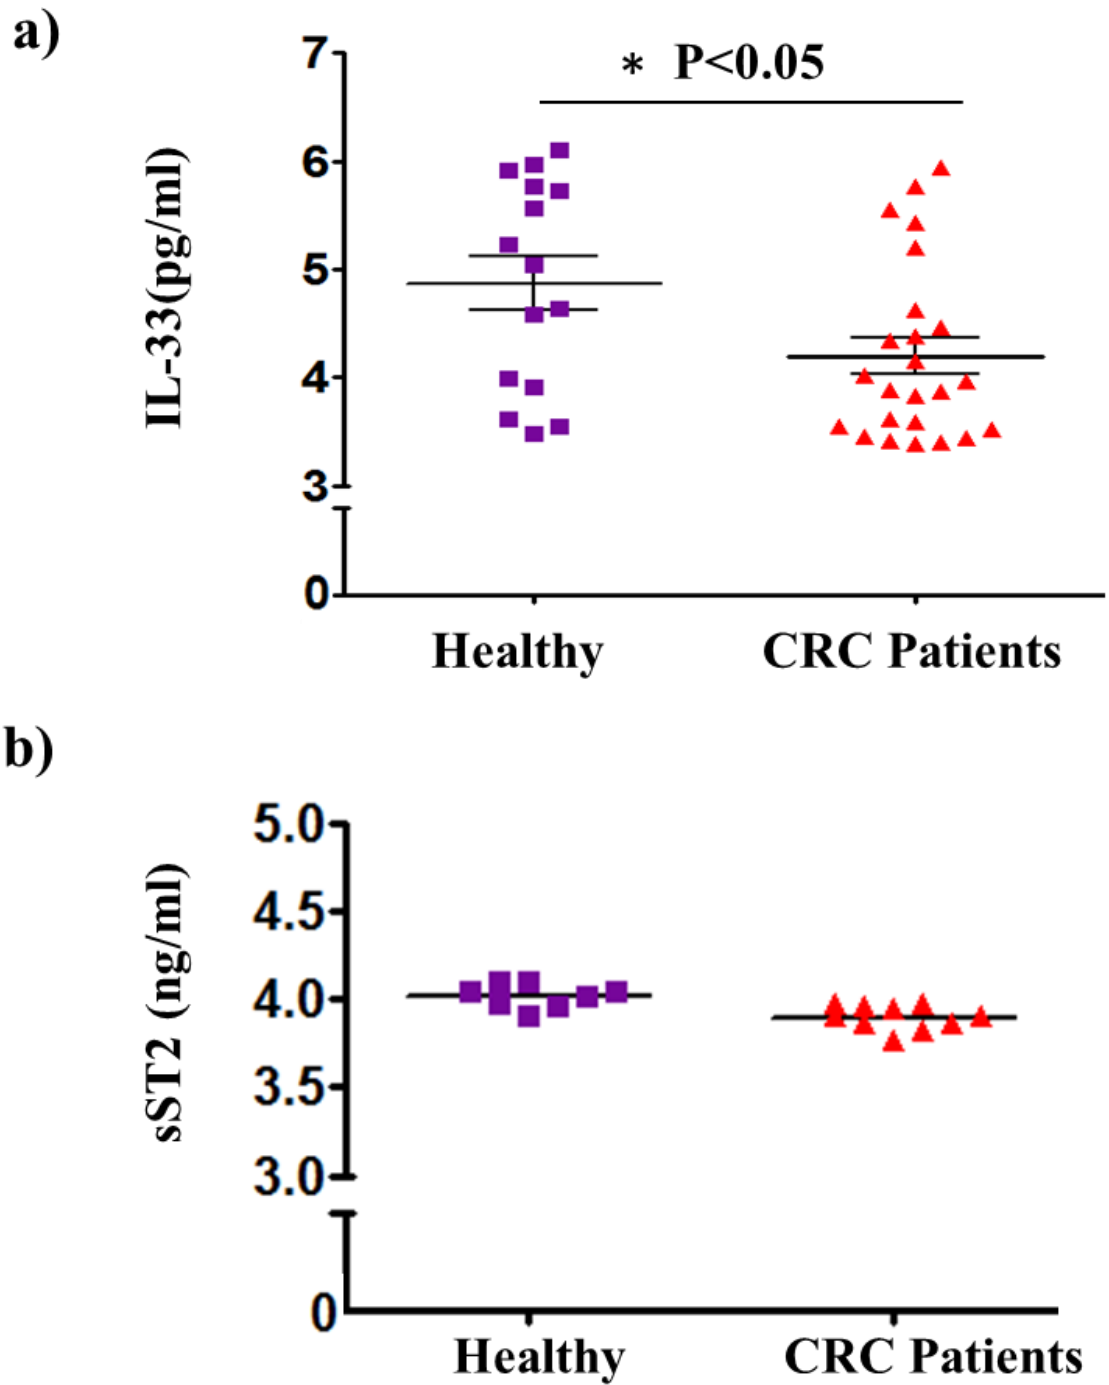 a)
* P<0.05
7
6
5
4
3
0
IL-33(pg/ml)
Healthy CRC Patients
b)
5.0
4.5
4.0
3.5
3.0
0
sST2 (ng/ml)
Healthy CRC Patients